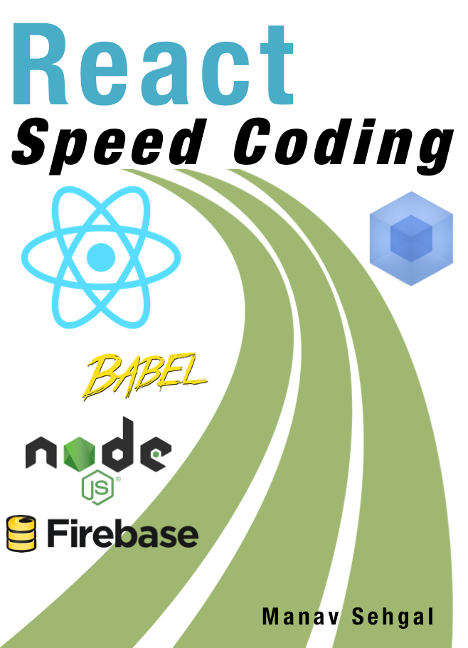 React
Speed Coding
BABEL
node
JS®
Firebase
Manav Sehgal